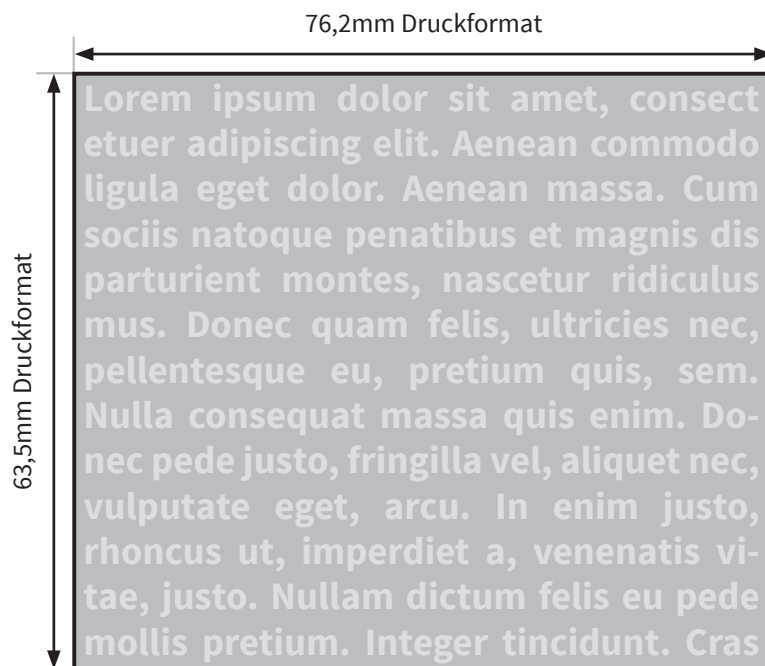 76,2mm Druckformat
63,5mm Druckformat
Lorem ipsum dolor sit amet, consect
etuer adipiscing elit. Aenean commodo
ligula eget dolor. Aenean massa. Cum
sociis natoque penatibus et magnis dis
parturient montes, nascetur ridiculus
mus. Donec quam felis, ultricies nec,
pellentesque eu, pretium quis, sem.
Nulla consequat massa quis enim. Do-
nec pede justo, fringilla vel, aliquet nec,
vulputate eget, arcu. In enim justo,
rhoncus ut, imperdiet a, venenatis vi-
tae, justo. Nullam dictum felis eu pede
mollis pretium. Integer tincidunt. Cras